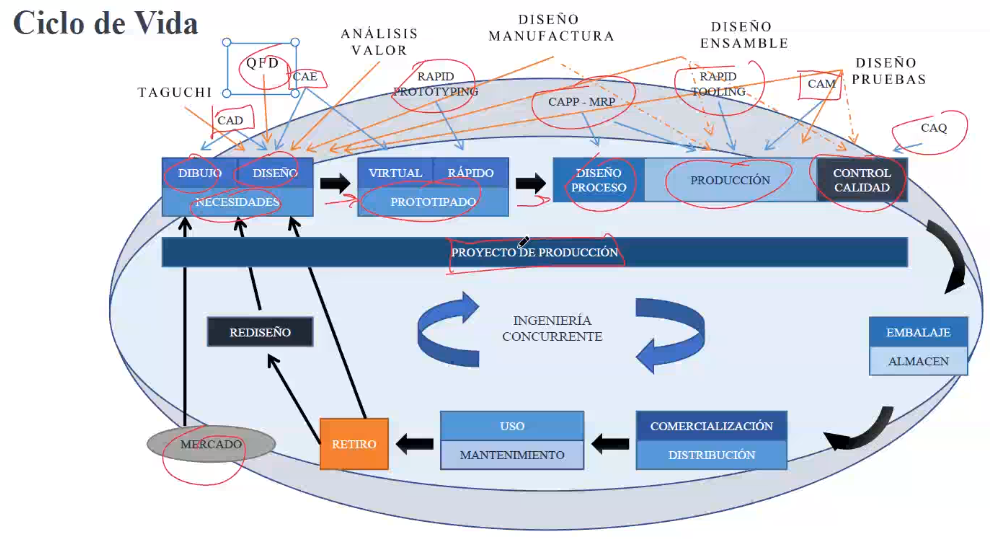 Ciclo de Vida
QFD
ANÁLISIS
VALOR
DISEÑO
MANUFACTURA
DISEÑO
ENSAMBLE
DISEÑO
PRUEBAS
TAGUCHI
CAE
RAPID
PROTOTYPING
CAPP - MRP
RAPID
TOOLING
CAM
CAD
CAQ
DIBUJO
DISEÑO
NECESIDADES
VIRTUAL
RÁPIDO
PROTOTIPADO
DISEÑO
PROCESO
PRODUCCIÓN
CONTROL
CALIDAD
PROYECTO DE PRODUCCIÓN
REDISEÑO
INGENIERÍA
CONCURRENTE
EMBALAJE
ALMACEN
MERCADO
RETIRO
USO
MANTENIMIENTO
COMERCIALIZACIÓN
DISTRIBUCIÓN